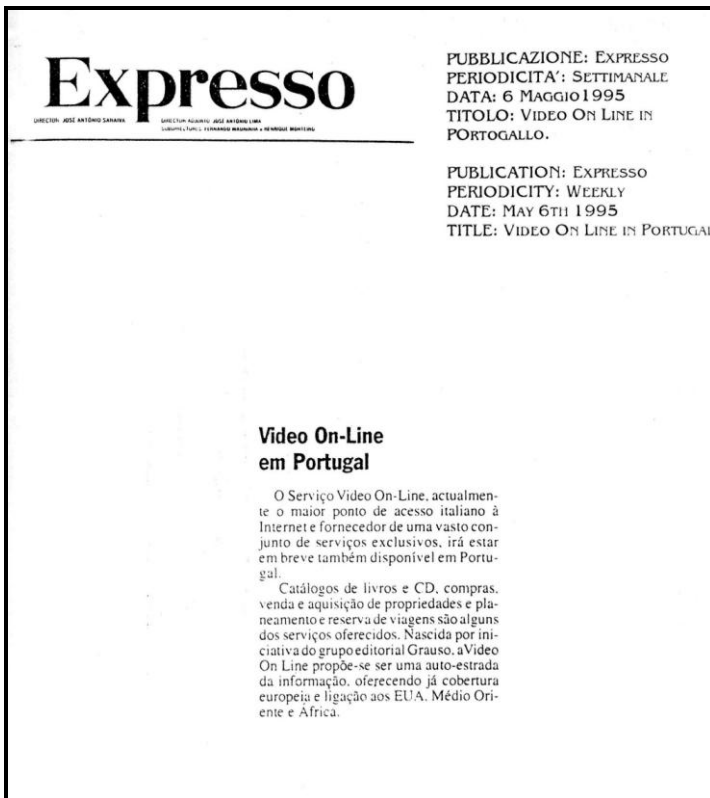 Expresso
DIRECTOR JOSÉ ANTÓNIO SARAIVA
DIRECTOR ADJUNTO JOSÉ ANTÓNIO LIMA
SUBDIRECTORES FERNANDO MADRINHA e HENRIQUE MONTEIRO
PUBBLICAZIONE: EXPRESSO
PERIODICITA': SETTIMANALE
DATA: 6 MAGGIO 1995
TITOLO: VIDEO ON LINE IN
PORTOGALLO.
PUBLICATION: EXPRESSO
PERIODICITY: WEEKLY
DATE: MAY 6TH 1995
TITLE: VIDEO ON LINE IN PORTUGAL
Video On-Line
em Portugal
O Serviço Video On-Line, actualmen-
te o maior ponto de acesso italiano à
Internet e fornecedor de uma vasto con-
junto de serviços exclusivos, irá estar
em breve também disponível em Portu-
gal.
Catálogos de livros e CD, compras,
venda e aquisição de propriedades e pla-
neamento e reserva de viagens são alguns
dos serviços oferecidos. Nascida por ini-
ciativa do grupo editorial Grauso, a Video
On Line propõe-se ser uma auto-estrada
da informação, oferecendo já cobertura
europeia e ligação aos EUA, Médio Ori-
ente e África.